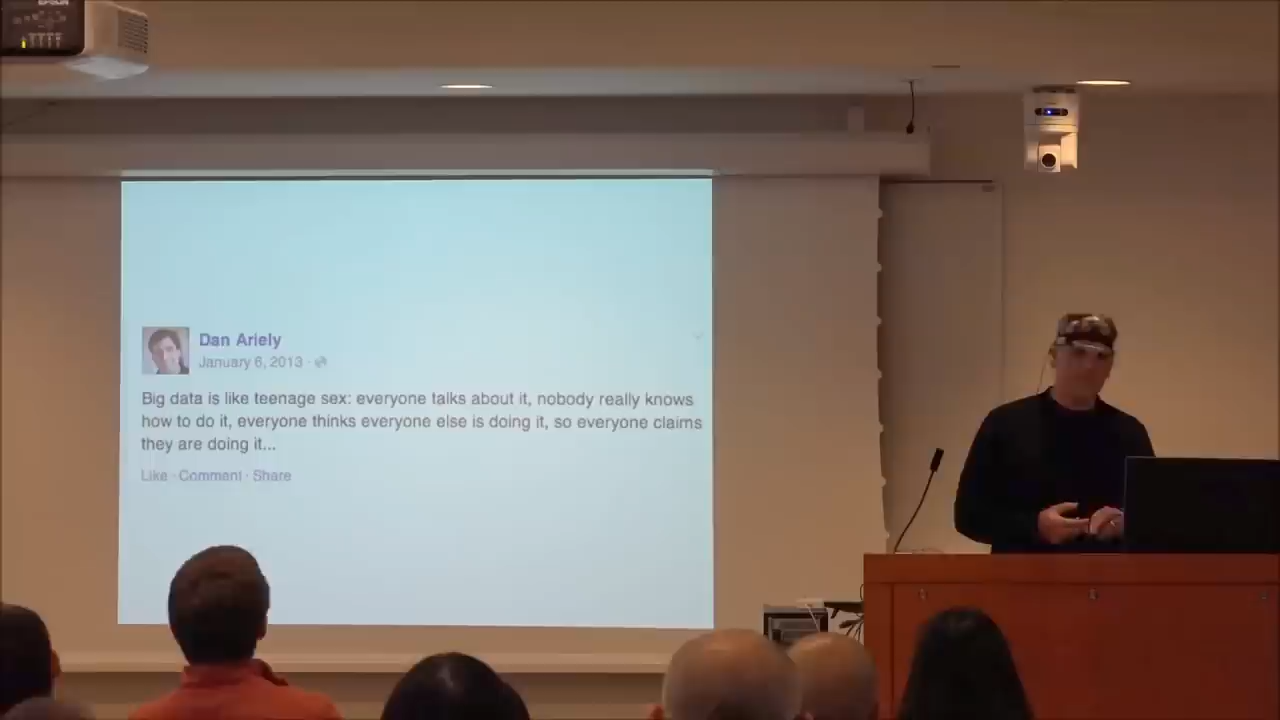 EPSON
Dan Ariely
January 6, 2013 ·
Big data is like teenage sex: everyone talks about it, nobody really knows
how to do it, everyone thinks everyone else is doing it, so everyone claims
they are doing it...
Like · Comment · Share